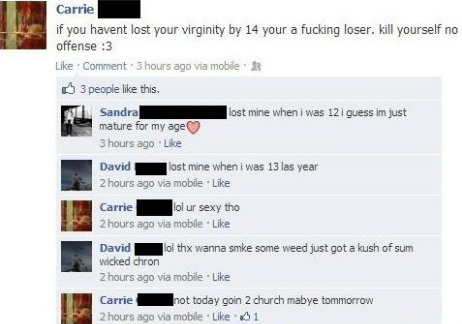 Carrie
if you havent lost your virginity by 14 your a fucking loser. kill yourself no
offense :3
Like · Comment · 3 hours ago via mobile ·
3 people like this.
Sandra lost mine when i was 12 i guess im just
mature for my age
3 hours ago · Like
David lost mine when i was 13 las year
2 hours ago via mobile · Like
Carrie lol ur sexy tho
2 hours ago via mobile · Like
David lol thx wanna smke some weed just got a kush of sum
wicked chron
2 hours ago via mobile · Like
Carrie not today goin 2 church mabye tommorrow
2 hours ago via mobile · Like · 1